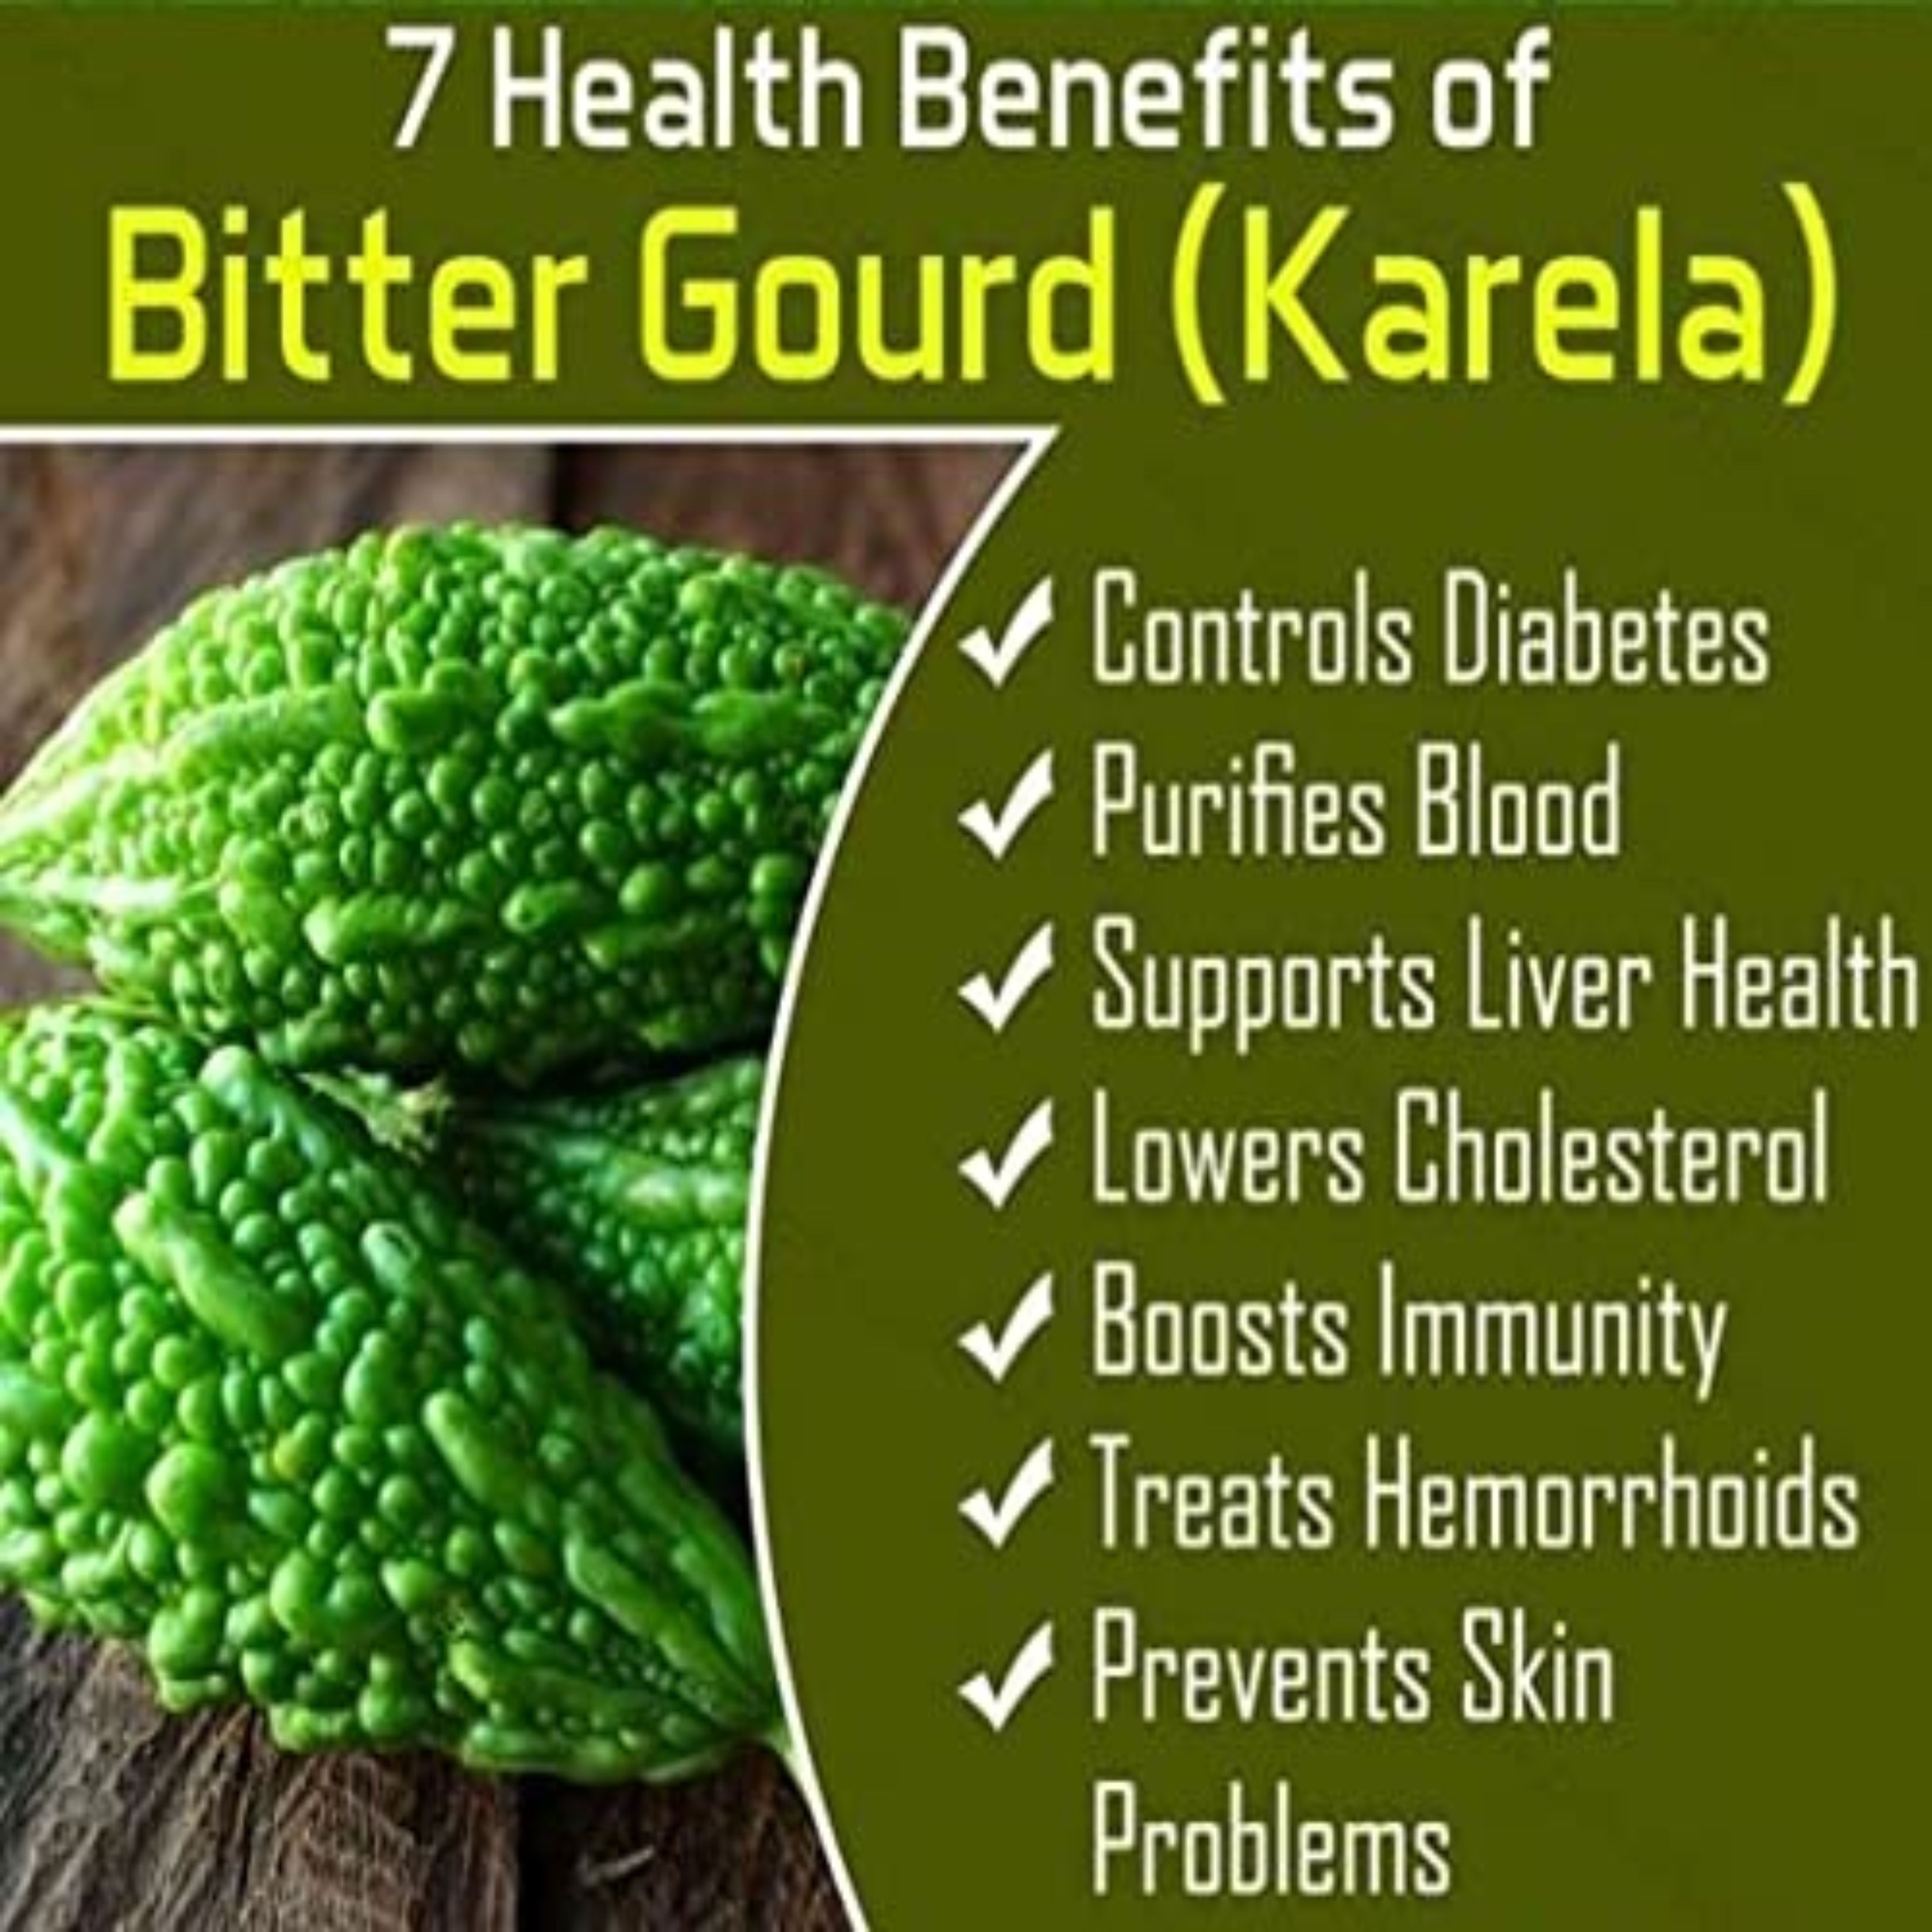 7 Health Benefits of
Bitter Gourd (Karela)
✓ Controls Diabetes
✓ Purifies Blood
✓ Supports Liver Health
✓ Lowers Cholesterol
✓ Boosts Immunity
✓ Treats Hemorrhoids
✓ Prevents Skin
Problems